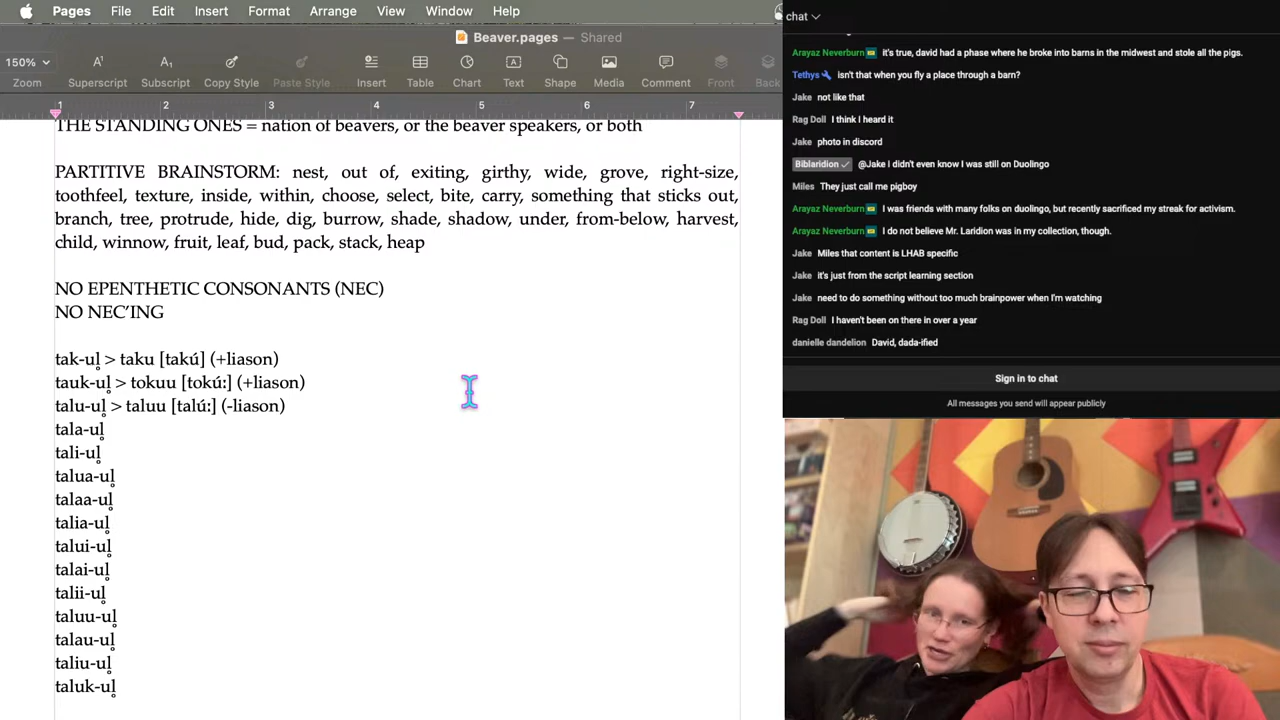 Pages File Edit Insert Format Arrange View Window Help
Beaver.pages — Shared
150%
Zoom Superscript Subscript Copy Style Paste Style Insert Table Chart Text Shape Media Comment Front Back
1 2 3 4 5 6 7
THE STANDING ONES = nation of beavers, or the beaver speakers, or both
PARTITIVE BRAINSTORM: nest, out of, exiting, girthy, wide, grove, right-size,
toothfeel, texture, inside, within, choose, select, bite, carry, something that sticks out,
branch, tree, protrude, hide, dig, burrow, shade, shadow, under, from-below, harvest,
child, winnow, fruit, leaf, bud, pack, stack, heap
NO EPENTHETIC CONSONANTS (NEC)
NO NEC’ING
tak-ul̥ > taku [takú] (+liason)
tauk-ul̥ > tokuu [tokú:] (+liason)
talu-ul̥ > taluu [talú:] (-liason)
tala-ul̥
tali-ul̥
talua-ul̥
talaa-ul̥
talia-ul̥
talui-ul̥
talai-ul̥
talii-ul̥
taluu-ul̥
talau-ul̥
taliu-ul̥
taluk-ul̥
chat
Arayaz Neverburn it's true, david had a phase where he broke into barns in the midwest and stole all the pigs.
Tethys isn't that when you fly a place through a barn?
Jake not like that
Rag Doll I think I heard it
Jake photo in discord
Biblaridion @Jake I didn't even know I was still on Duolingo
Miles They just call me pigboy
Arayaz Neverburn I was friends with many folks on duolingo, but recently sacrificed my streak for activism.
Arayaz Neverburn I do not believe Mr. Laridion was in my collection, though.
Jake Miles that content is LHAB specific
Jake it's just from the script learning section
Jake need to do something without too much brainpower when I'm watching
Rag Doll I haven't been on there in over a year
danielle dandelion David, dada-ified
Sign in to chat
All messages you send will appear publicly